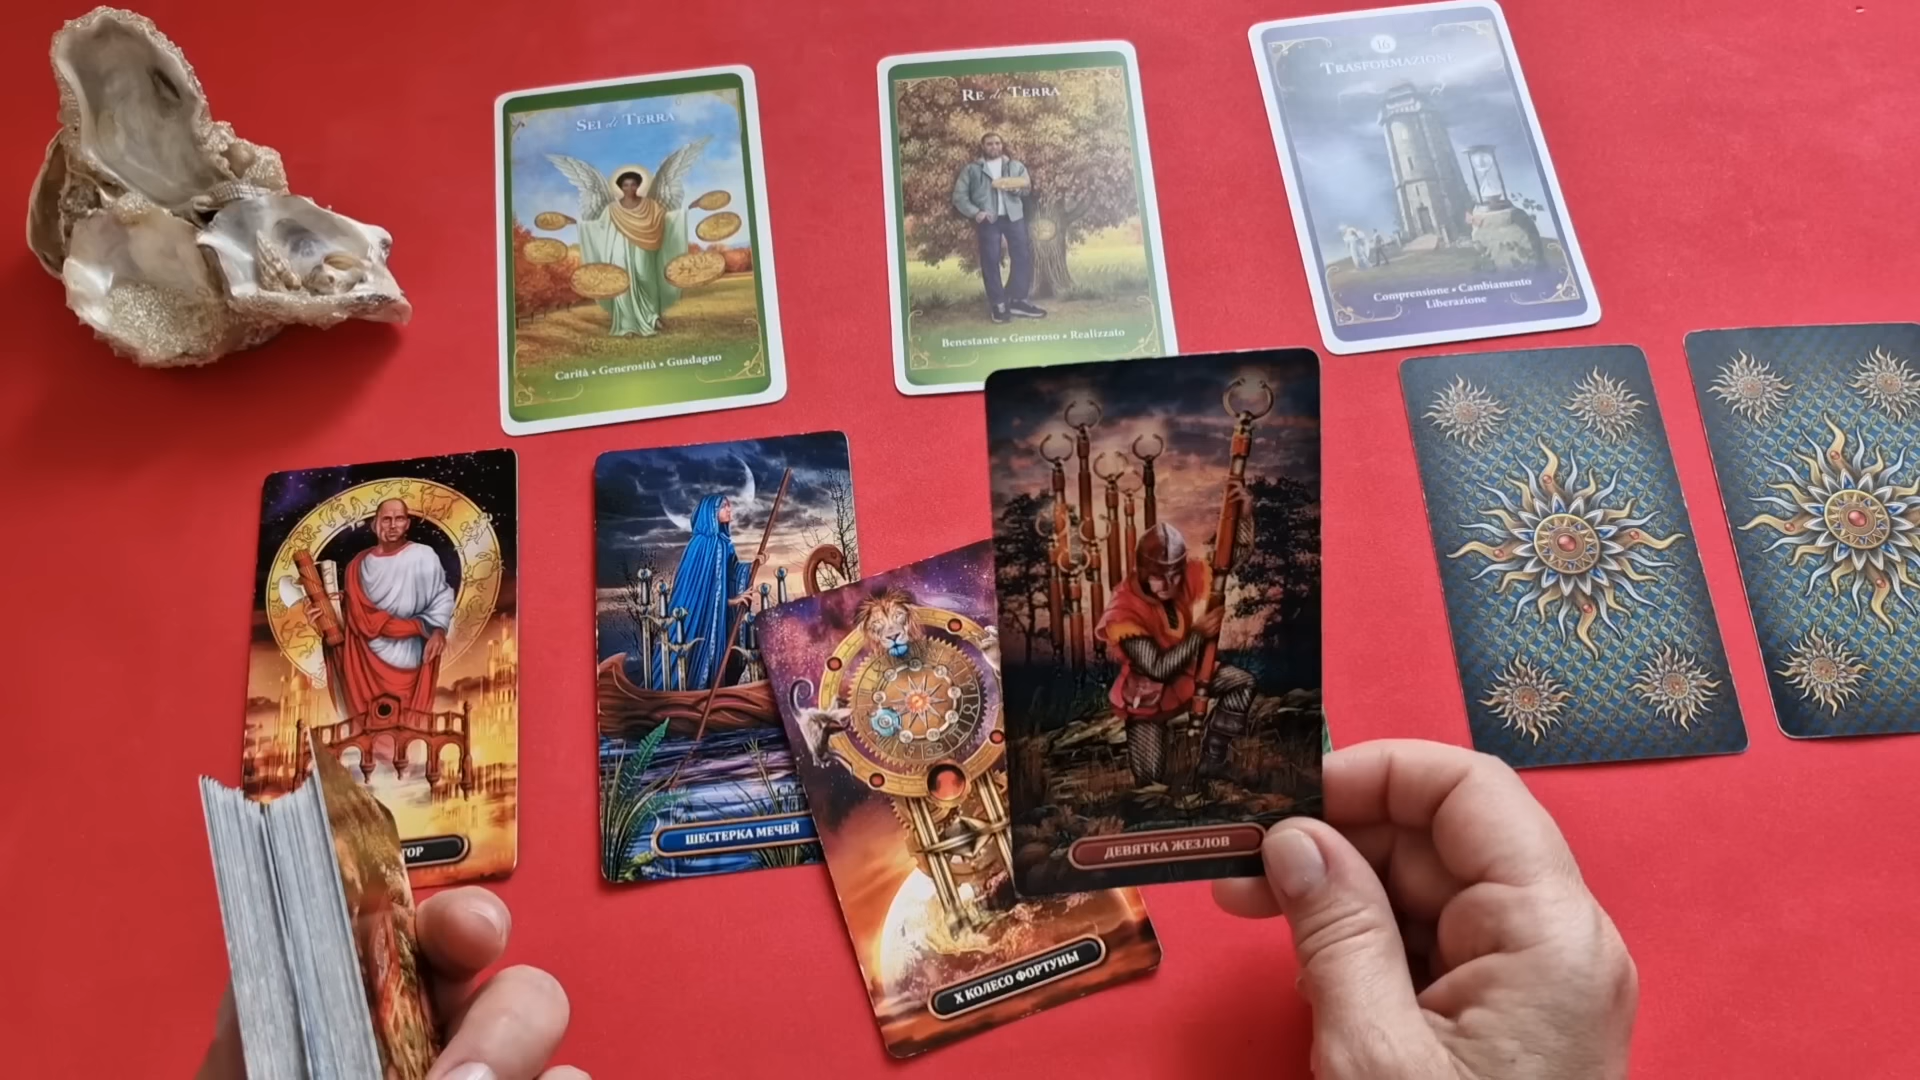 SEI di TERRA
Carità • Generosità • Guadagno
RE di TERRA
Benestante • Generoso • Realizzato
16
TRASFORMAZIONE
Comprensione • Cambiamento
Liberazione
ТОР
ШЕСТЕРКА МЕЧЕЙ
X КОЛЕСО ФОРТУНЫ
ДЕВЯТКА ЖЕЗЛОВ